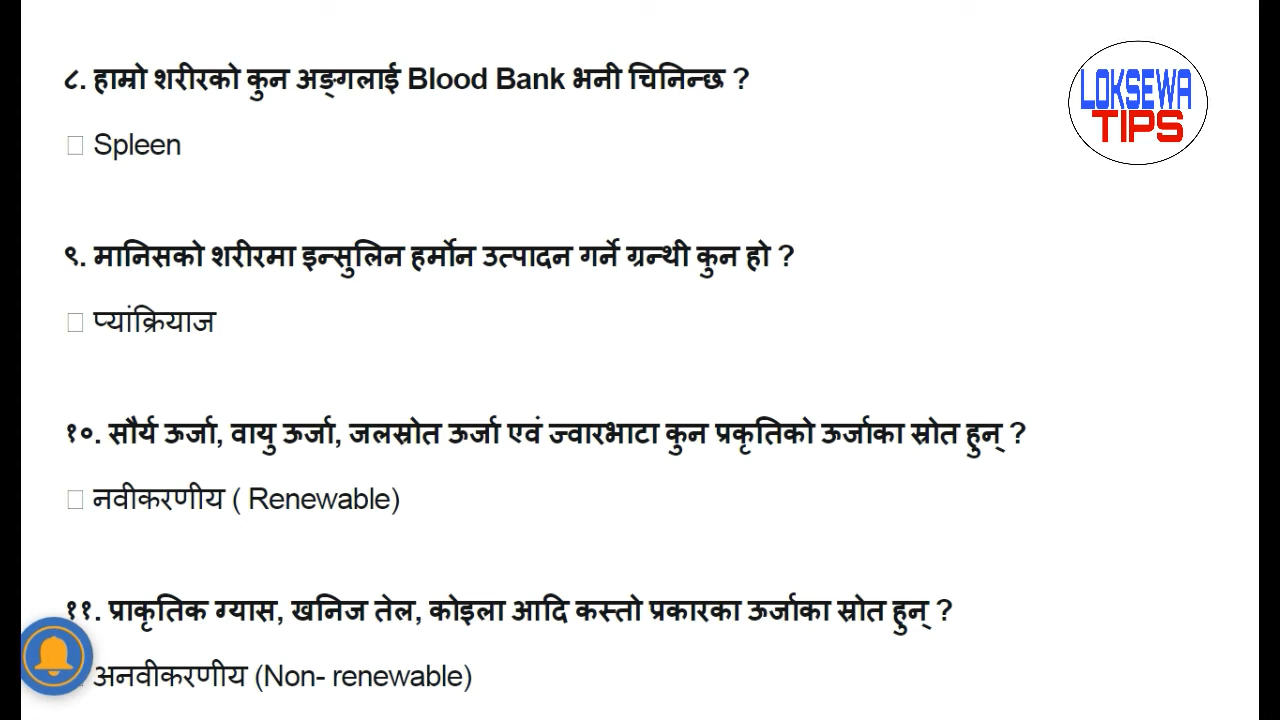 ८. हाम्रो शरीरको कुन अङ्गलाई Blood Bank भनी चिनिन्छ ?
LOKSEWA
TIPS
Spleen
९. मानिसको शरीरमा इन्सुलिन हर्मोन उत्पादन गर्ने ग्रन्थी कुन हो ?
प्यांक्रियाज
१०. सौर्य ऊर्जा, वायु ऊर्जा, जलस्रोत ऊर्जा एवं ज्वारभाटा कुन प्रकृतिको ऊर्जाका स्रोत हुन् ?
नवीकरणीय ( Renewable)
११. प्राकृतिक ग्यास, खनिज तेल, कोइला आदि कस्तो प्रकारका ऊर्जाका स्रोत हुन् ?
अनवीकरणीय (Non- renewable)